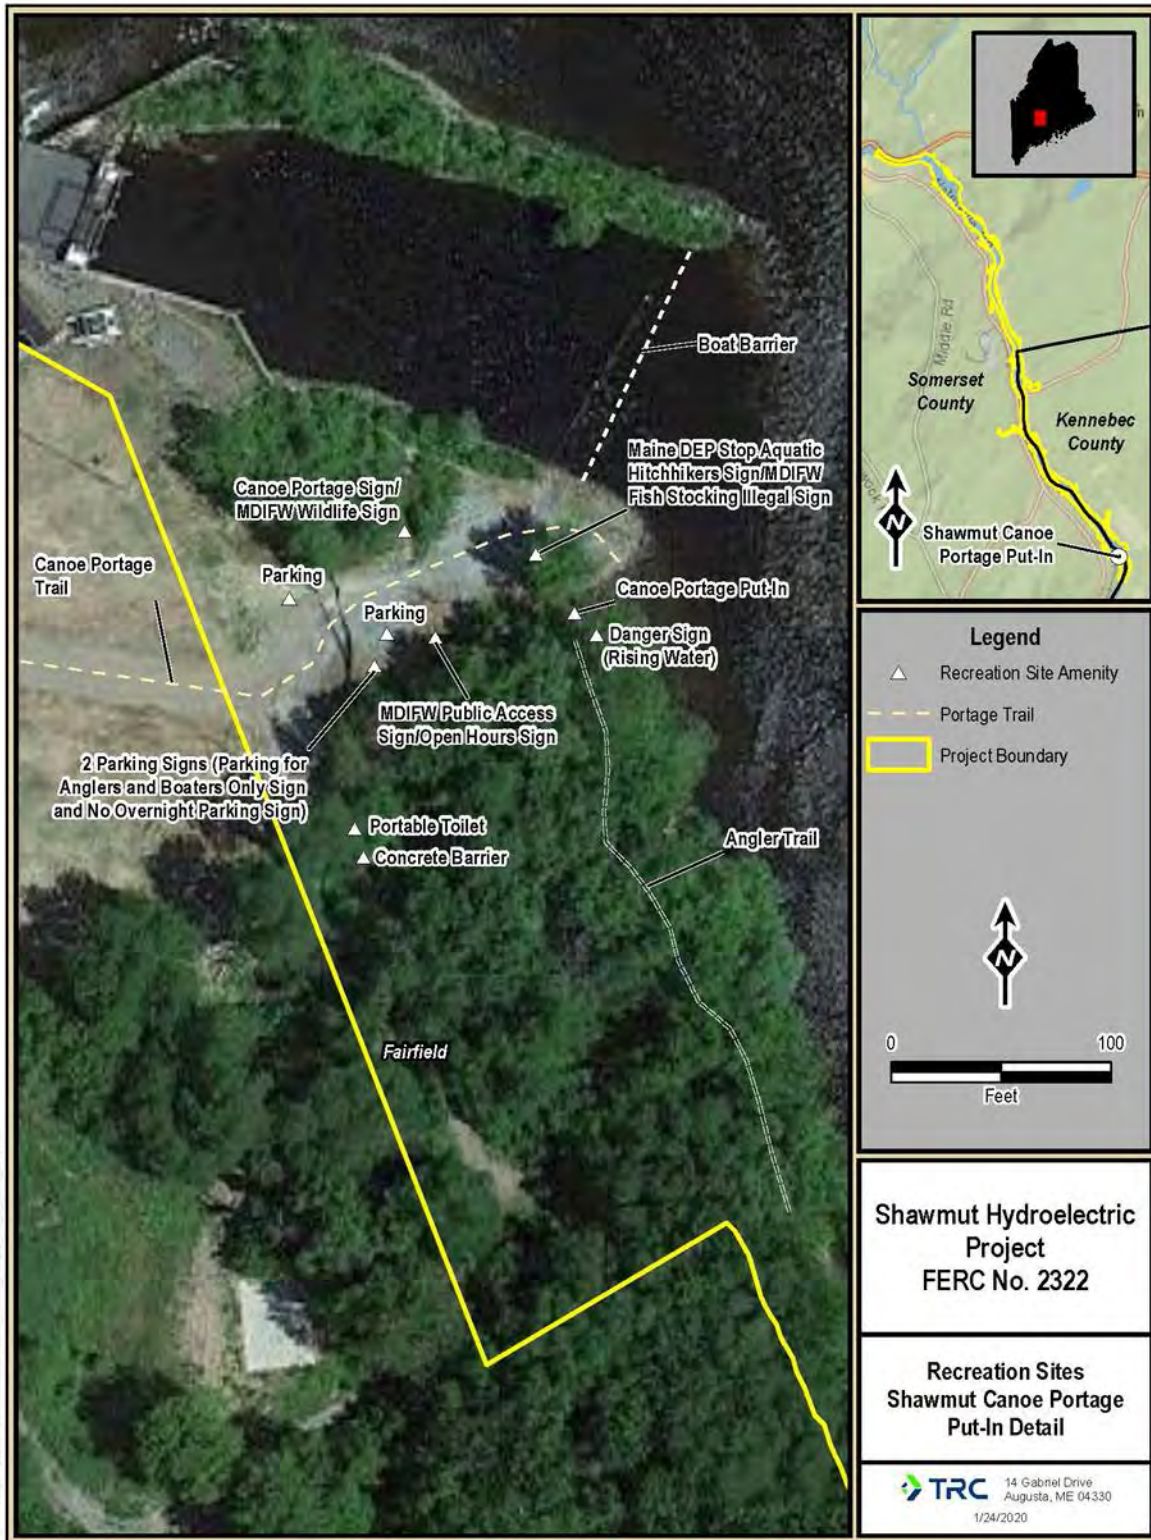 Boat Barrier
Maine DEP Stop Aquatic
Hitchhikers Sign/MDIFW
Fish Stocking Illegal Sign
Canoe Portage Sign/
MDIFW Wildlife Sign
Canoe Portage
Trail
Parking
Parking
Canoe Portage Put-In
Danger Sign
(Rising Water)
MDIFW Public Access
Sign/Open Hours Sign
2 Parking Signs (Parking for
Anglers and Boaters Only Sign
and No Overnight Parking Sign)
Portable Toilet
Concrete Barrier
Angler Trail
Fairfield
Middle Rd
Somerset
County
Kennebec
County
N
Shawmut Canoe
Portage Put-In
Legend
Recreation Site Amenity
Portage Trail
Project Boundary
N
0 100
Feet
Shawmut Hydroelectric
Project
FERC No. 2322
Recreation Sites
Shawmut Canoe Portage
Put-In Detail
TRC
14 Gabriel Drive
Augusta, ME 04330
1/24/2020